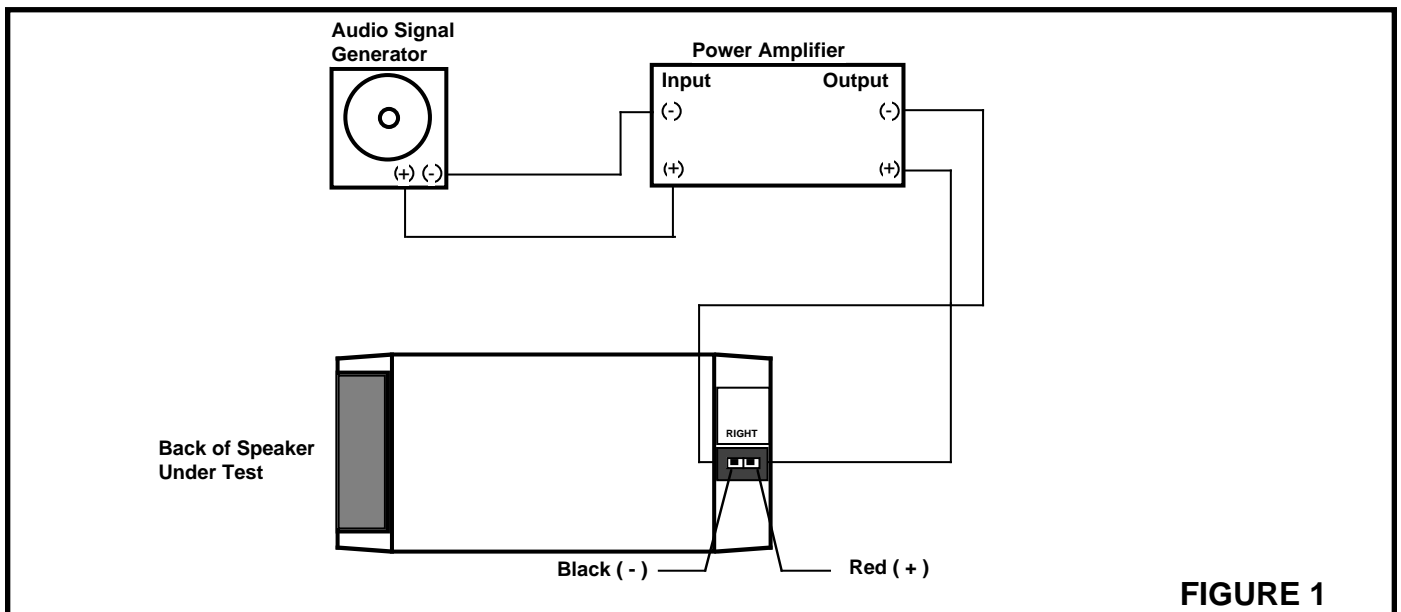 Audio Signal
Generator
Power Amplifier
Input
Output
(-)
(-)
(+) (-)
(+)
(+)
RIGHT
Back of Speaker
Under Test
Black ( - )
Red ( + )
FIGURE 1